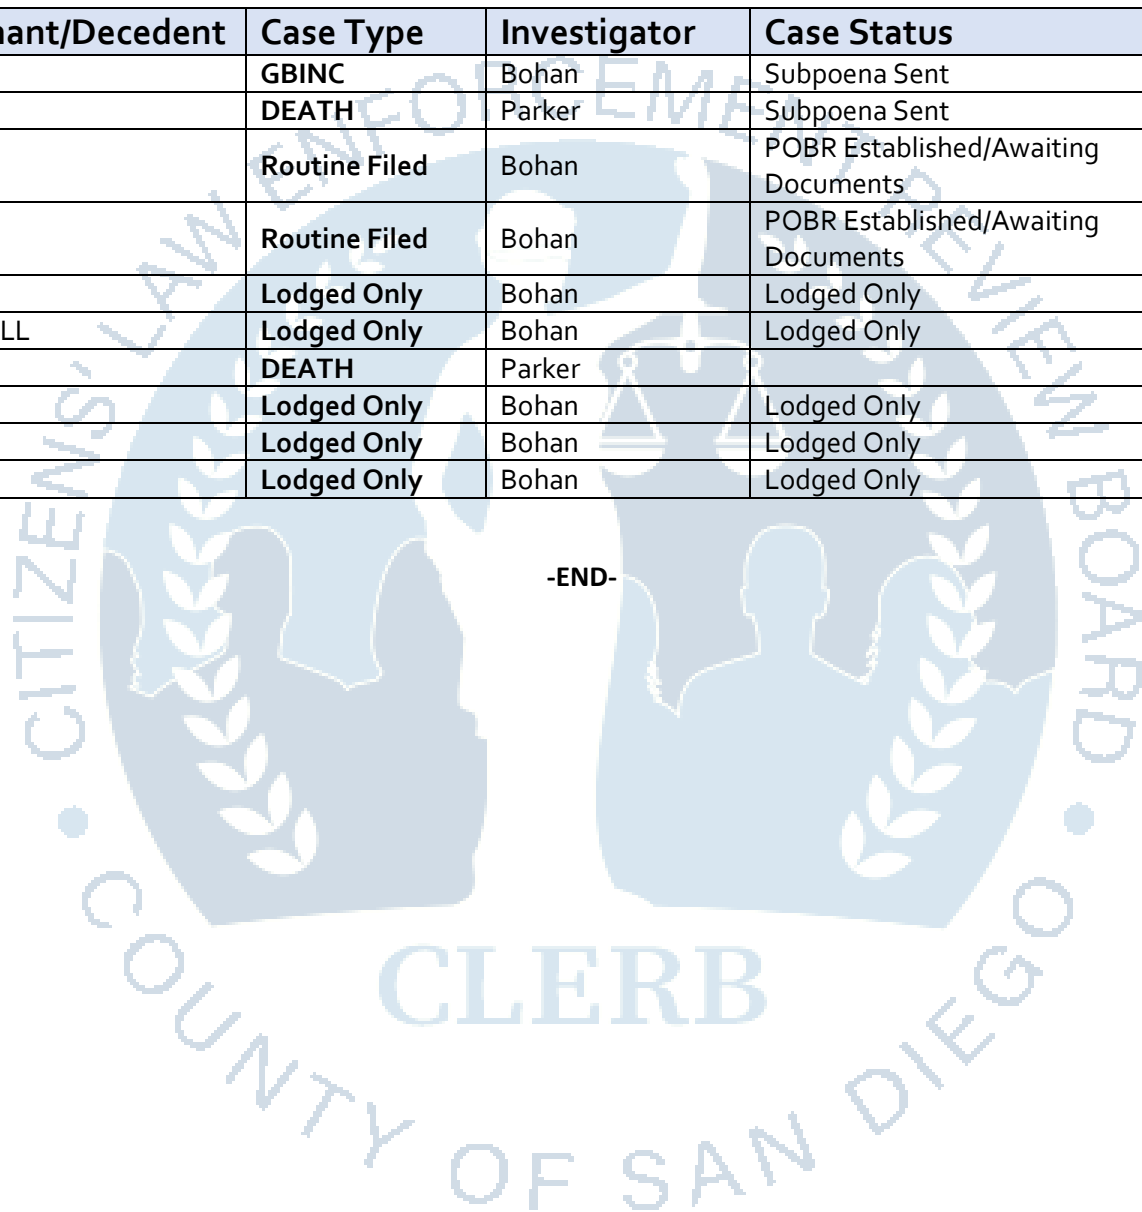 nant/Decedent Case Type Investigator Case Status
GBINC Bohan Subpoena Sent
DEATH Parker Subpoena Sent
Routine Filed Bohan POBR Established/Awaiting
Documents
Routine Filed Bohan POBR Established/Awaiting
Documents
Lodged Only Bohan Lodged Only
LL Lodged Only Bohan Lodged Only
DEATH Parker
Lodged Only Bohan Lodged Only
Lodged Only Bohan Lodged Only
Lodged Only Bohan Lodged Only
-END-
CITIZENS' LAW ENFORCEMENT REVIEW BOARD
CLERB
• COUNTY OF SAN DIEGO •